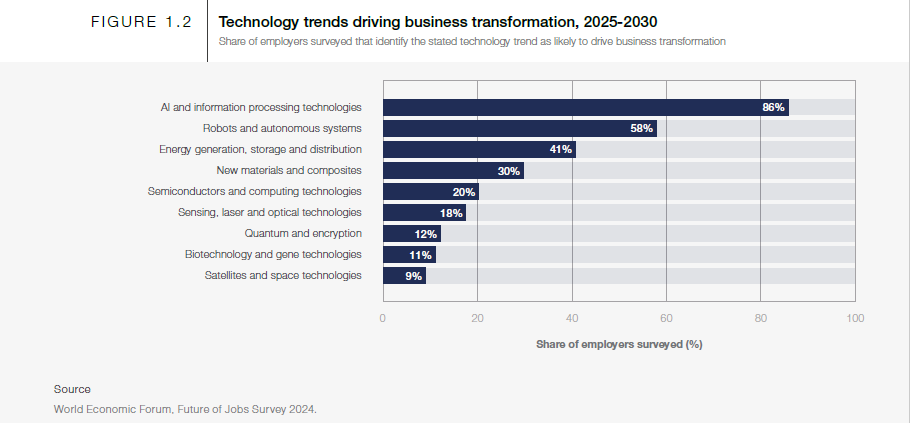 FIGURE 1.2
Technology trends driving business transformation, 2025-2030
Share of employers surveyed that identify the stated technology trend as likely to drive business transformation
AI and information processing technologies 86%
Robots and autonomous systems 58%
Energy generation, storage and distribution 41%
New materials and composites 30%
Semiconductors and computing technologies 20%
Sensing, laser and optical technologies 18%
Quantum and encryption 12%
Biotechnology and gene technologies 11%
Satellites and space technologies 9%
0 20 40 60 80 100
Share of employers surveyed (%)
Source
World Economic Forum, Future of Jobs Survey 2024.